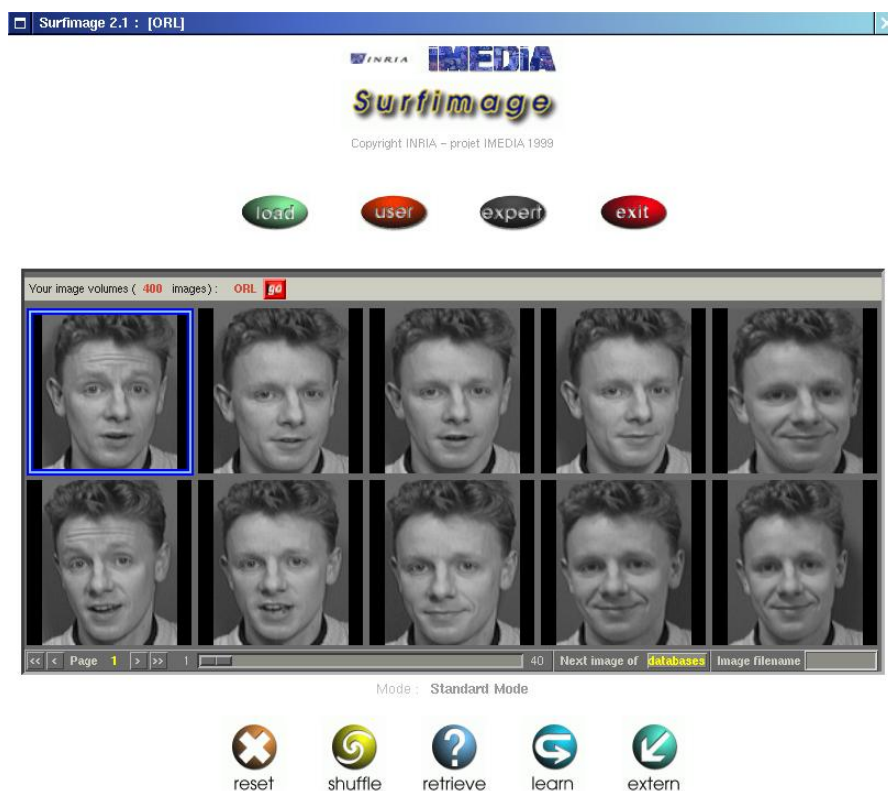 Surfimage 2.1 : [ORL]
INRIA IMEDIA
Surfimage
Copyright INRIA – projet IMEDIA 1999
load user expert exit
Your image volumes ( 400 images) : ORL go
<< < Page 1 > >> 1 40 Next image of databases Image filename
Mode : Standard Mode
reset shuffle retrieve learn extern